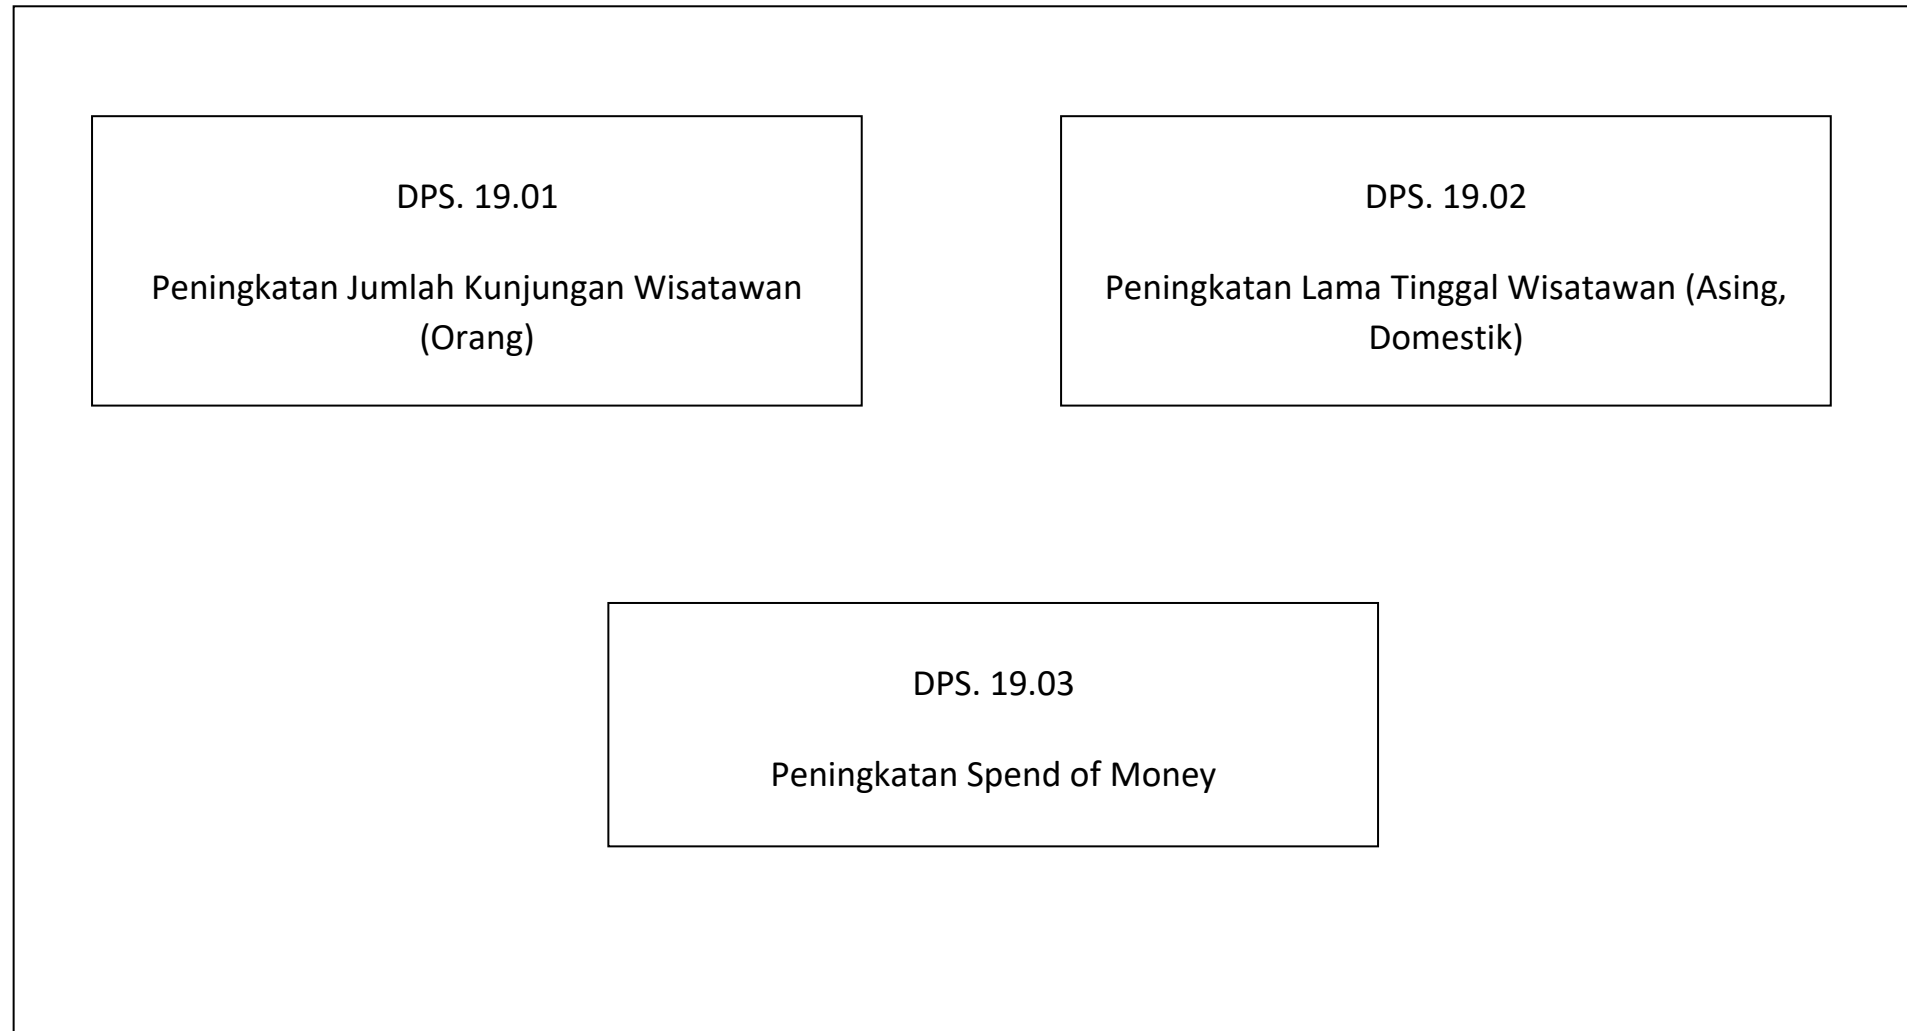 DPS. 19.01
Peningkatan Jumlah Kunjungan Wisatawan
(Orang)
DPS. 19.02
Peningkatan Lama Tinggal Wisatawan (Asing,
Domestik)
DPS. 19.03
Peningkatan Spend of Money